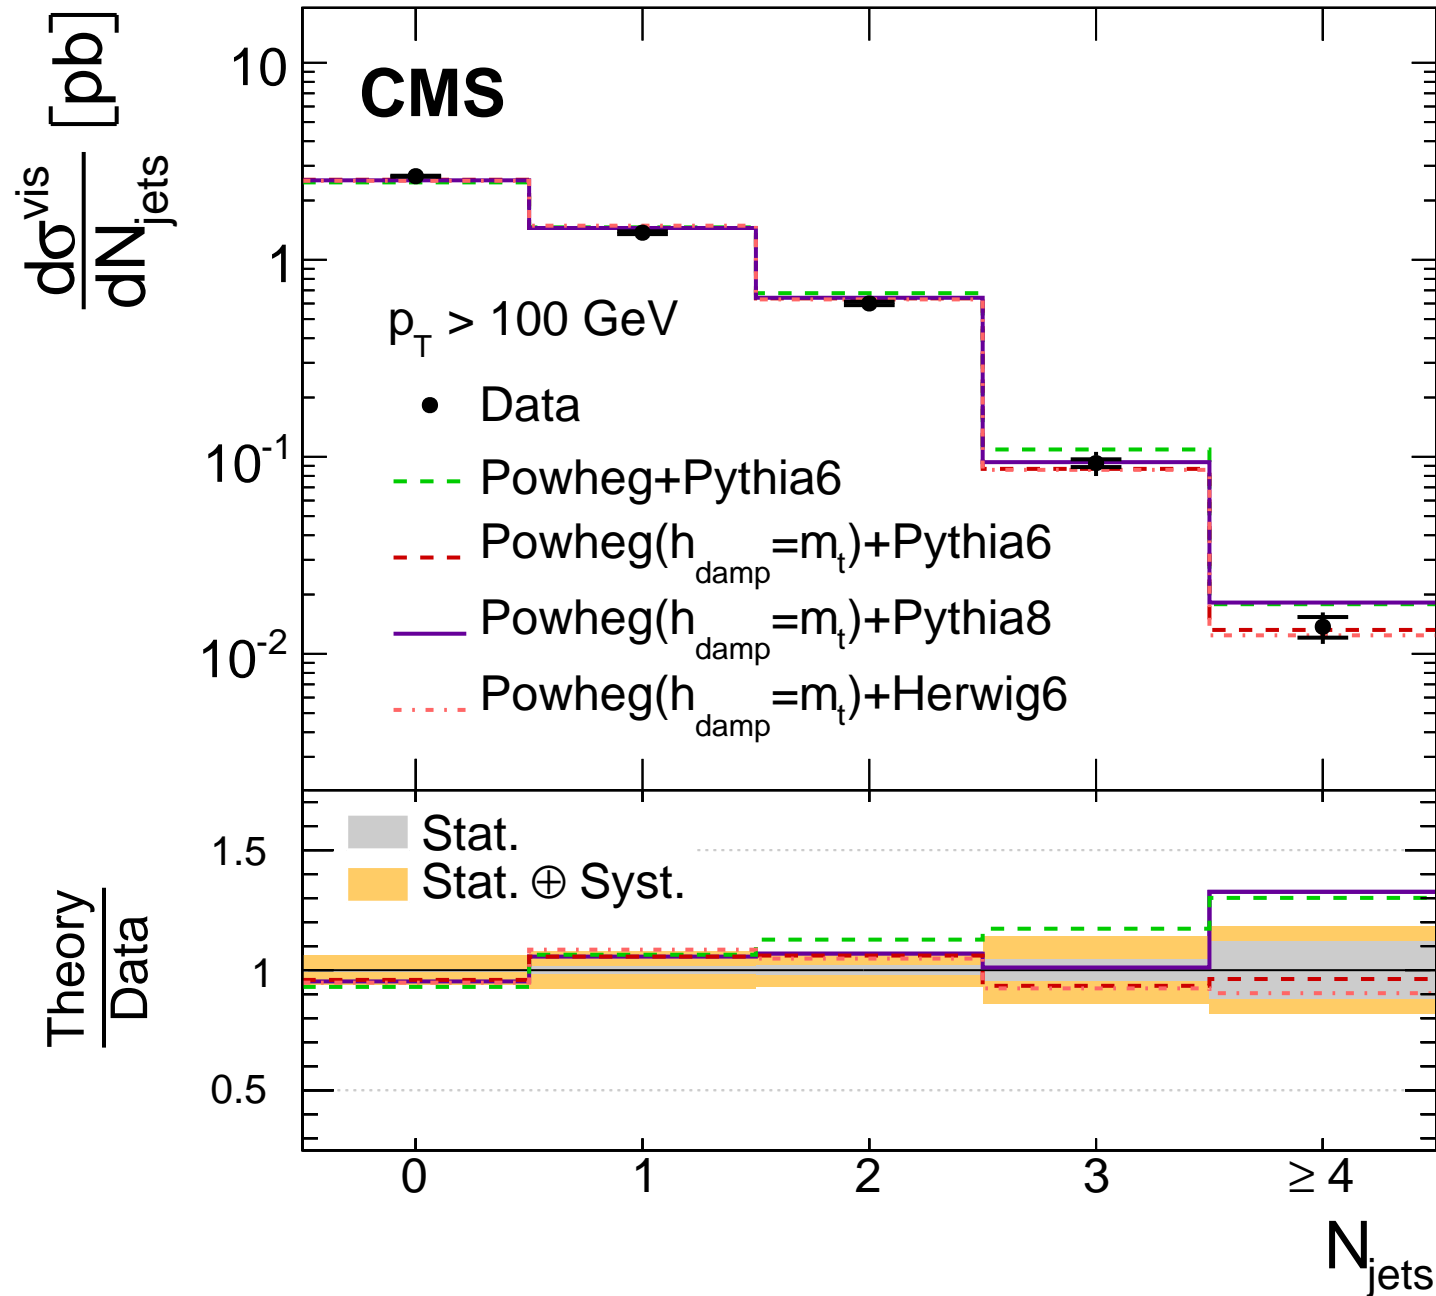 CMS
dσ^vis/dN_jets [pb]
10
1
10^-1
10^-2
p_T > 100 GeV
Data
Powheg+Pythia6
Powheg(h_damp=m_t)+Pythia6
Powheg(h_damp=m_t)+Pythia8
Powheg(h_damp=m_t)+Herwig6
Stat.
Stat. ⊕ Syst.
Theory
Data
1.5
1
0.5
0 1 2 3 ≥ 4
N_jets